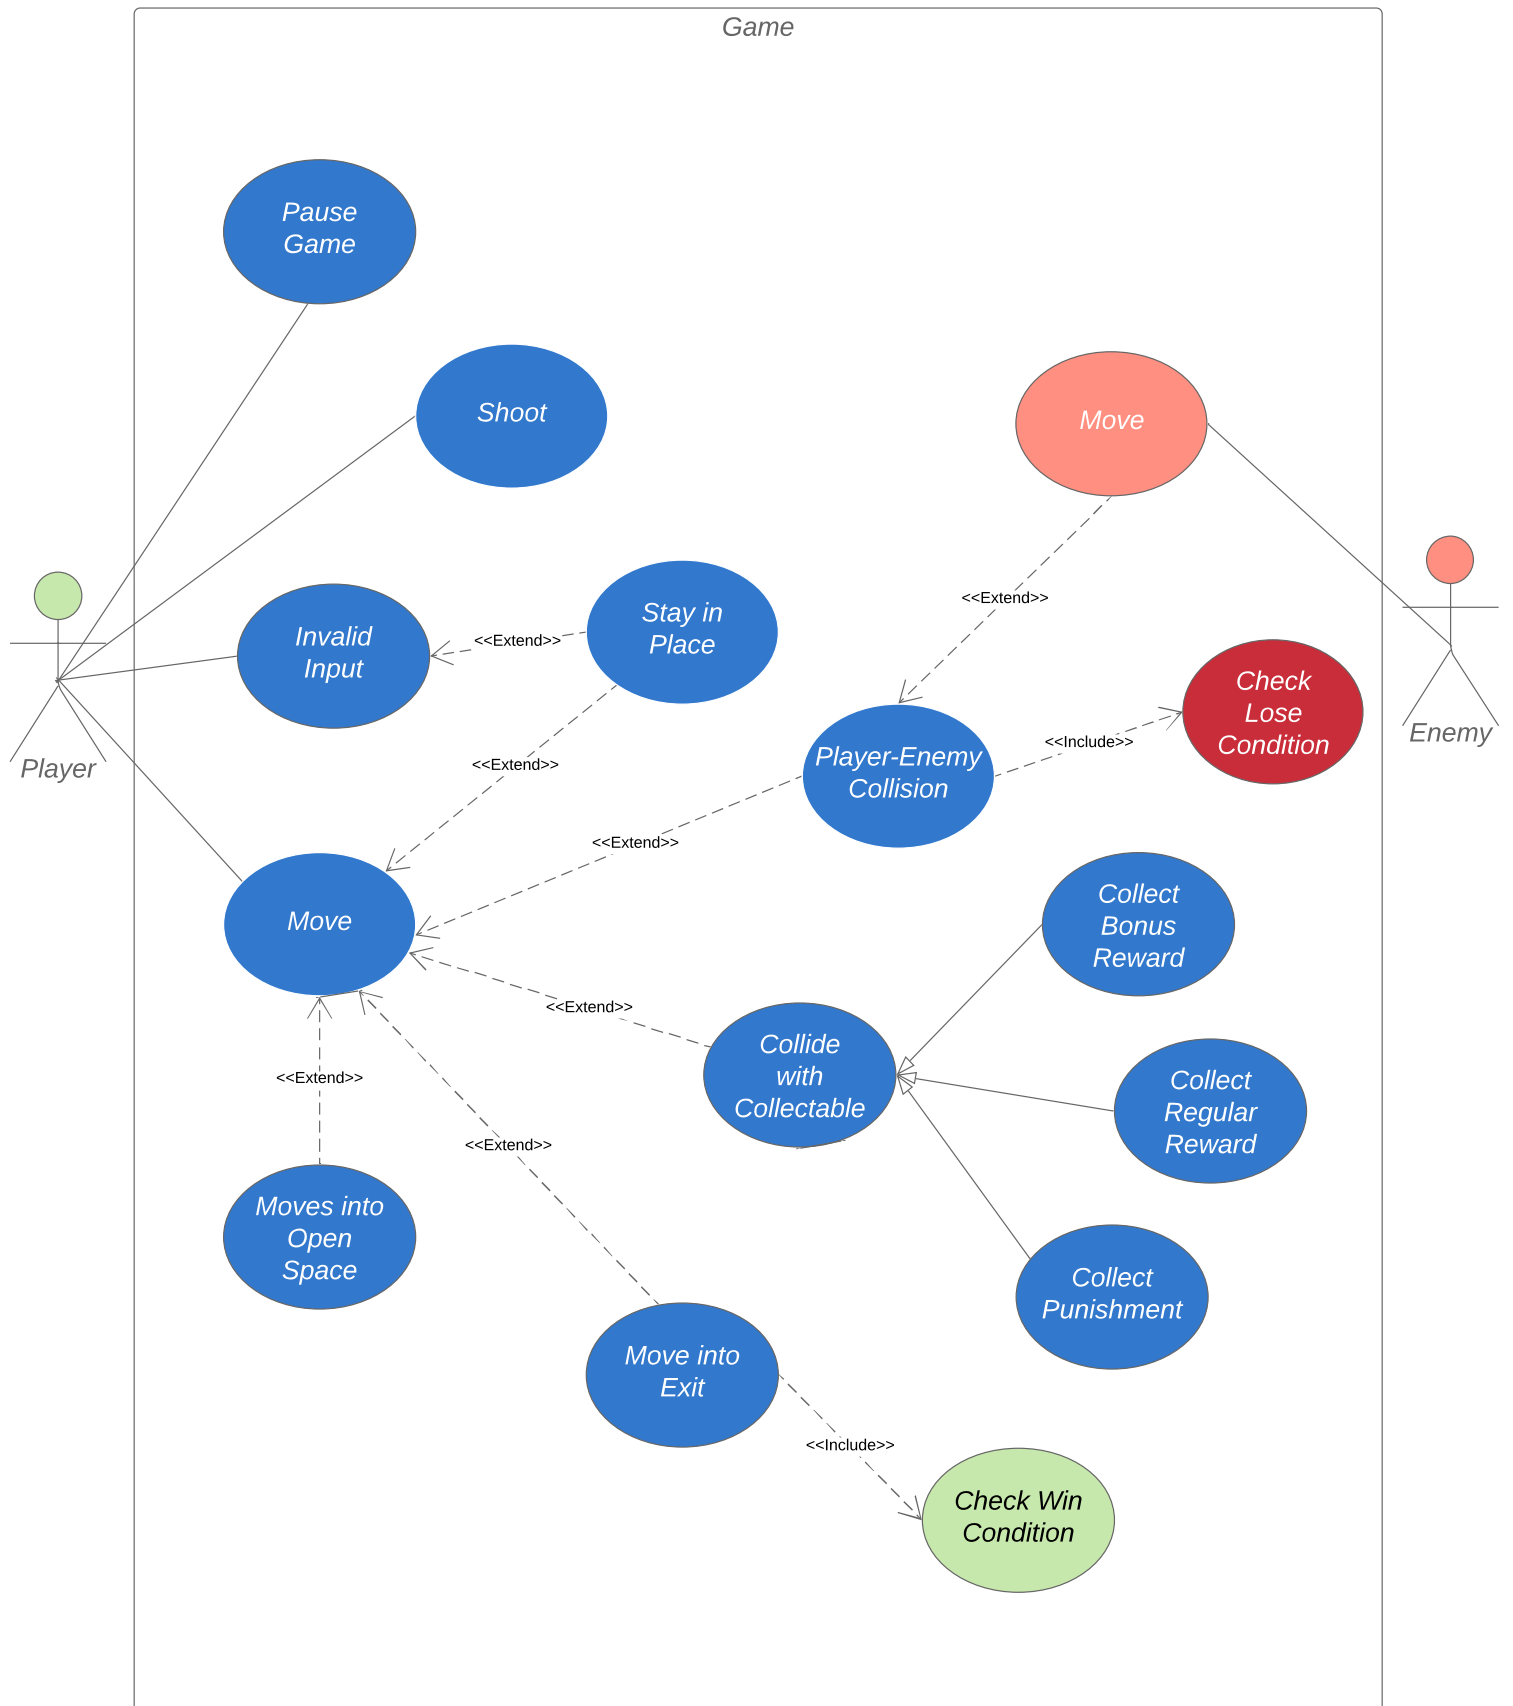 Game
Pause
Game
Shoot
Move
<<Extend>>
Invalid
Input
<<Extend>>
Stay in
Place
Player
Enemy
Check
Lose
Condition
<<Include>>
Player-Enemy
Collision
<<Extend>>
<<Extend>>
Move
<<Extend>>
Collect
Bonus
Reward
Collide
with
Collectable
Collect
Regular
Reward
<<Extend>>
<<Extend>>
Moves into
Open
Space
Collect
Punishment
Move into
Exit
<<Include>>
Check Win
Condition